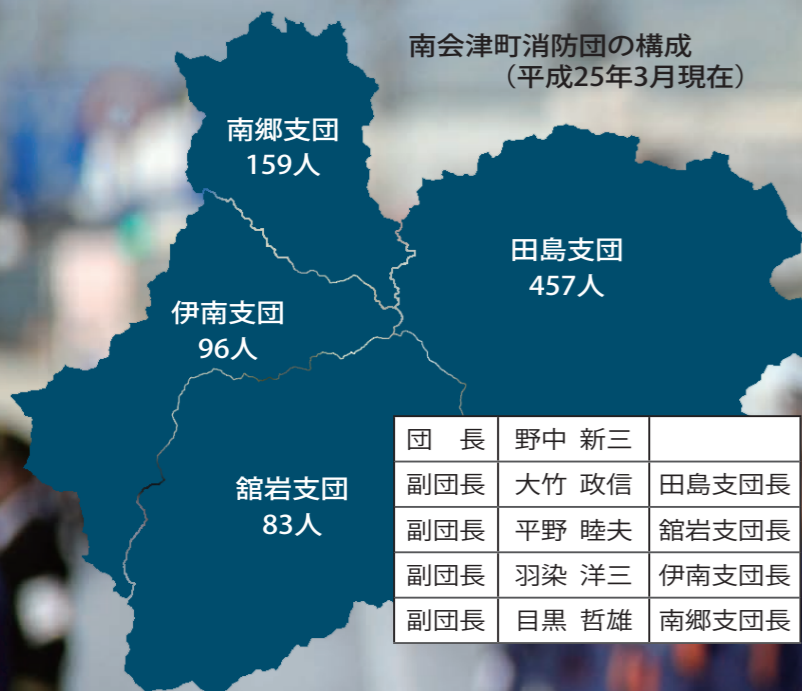 南会津町消防団の構成
（平成25年3月現在）
南郷支団
159人
田島支団
457人
伊南支団
96人
舘岩支団
83人
団　長 野中 新三
副団長 大竹 政信 田島支団長
副団長 平野 睦夫 舘岩支団長
副団長 羽染 洋三 伊南支団長
副団長 目黒 哲雄 南郷支団長